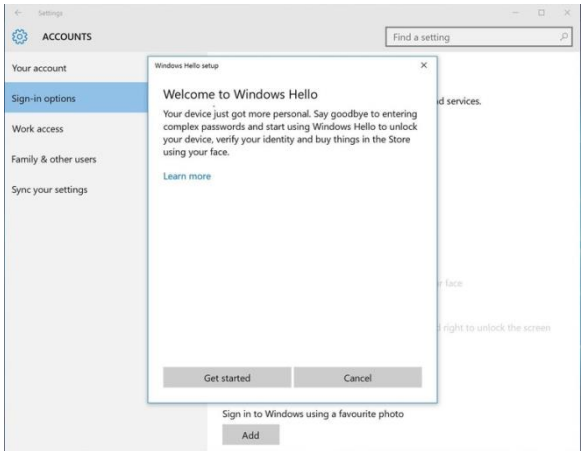 Settings
ACCOUNTS
Find a setting
Your account
Sign-in options
Work access
Family & other users
Sync your settings
Windows Hello setup
Welcome to Windows Hello
Your device just got more personal. Say goodbye to entering
complex passwords and start using Windows Hello to unlock
your device, verify your identity and buy things in the Store
using your face.
Learn more
Get started
Cancel
d services.
r face
d right to unlock the screen
Sign in to Windows using a favourite photo
Add